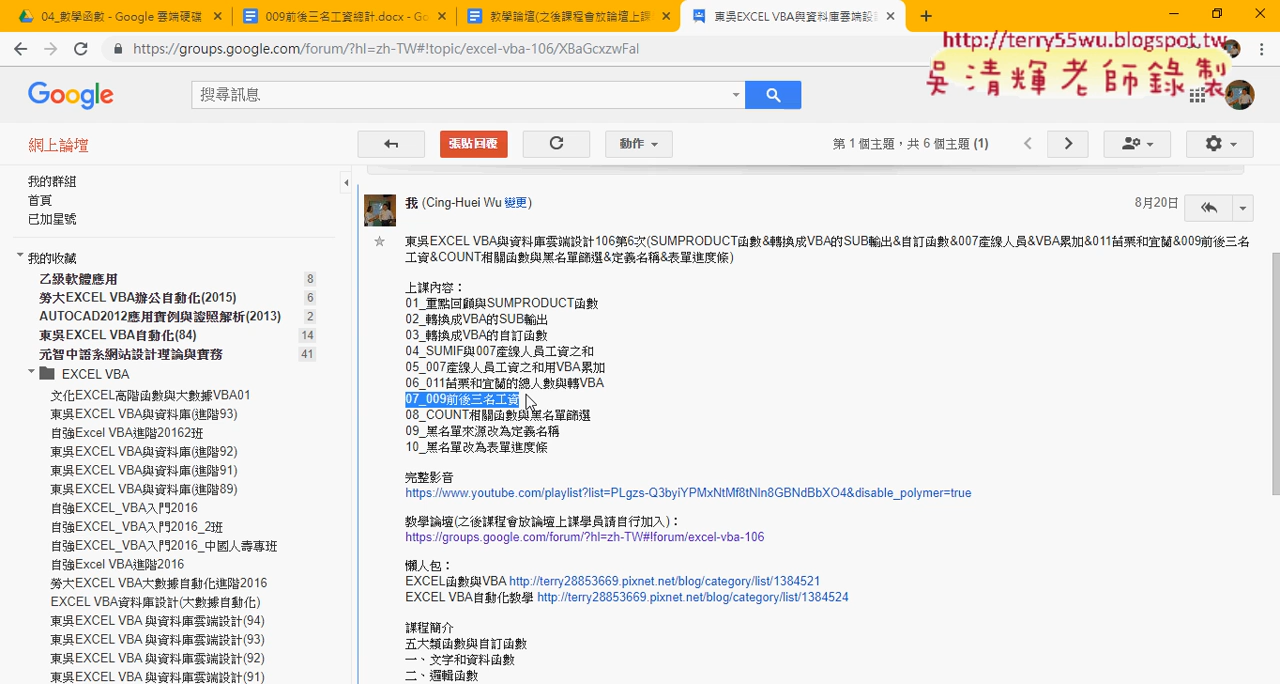 04_數學函數 - Google 雲端硬碟
009前後三名工資總計.docx - Go
教學論壇(之後課程會放論壇上課
東吳EXCEL VBA與資料庫雲端設
https://groups.google.com/forum/?hl=zh-TW#!topic/excel-vba-106/XBaGcxzwFaI
http://terry55wu.blogspot.tw
吳清輝老師錄製
Google
搜尋訊息
網上論壇
張貼回覆
動作
第 1 個主題，共 6 個主題 (1)
我的群組
首頁
已加星號
我的收藏
乙級軟體應用 8
勞大EXCEL VBA辦公自動化(2015) 6
AUTOCAD2012應用實例與證照解析(2013) 2
東吳EXCEL VBA自動化(84) 14
元智中語系網站設計理論與實務 41
EXCEL VBA
文化EXCEL高階函數與大數據VBA01
東吳EXCEL VBA與資料庫(進階93)
自強Excel VBA進階20162班
東吳EXCEL VBA與資料庫(進階92)
東吳EXCEL VBA與資料庫(進階91)
東吳EXCEL VBA與資料庫(進階89)
自強EXCEL_VBA入門2016
自強EXCEL_VBA入門2016_2班
自強EXCEL_VBA入門2016_中國人壽專班
自強Excel VBA進階2016
勞大EXCEL VBA大數據自動化進階2016
EXCEL VBA資料庫設計(大數據自動化)
東吳EXCEL VBA 與資料庫雲端設計(94)
東吳EXCEL VBA 與資料庫雲端設計(93)
東吳EXCEL VBA 與資料庫雲端設計(92)
東吳EXCEL VBA 與資料庫雲端設計(91)
我 (Cing-Huei Wu 變更)
8月20日
東吳EXCEL VBA與資料庫雲端設計106第6次(SUMPRODUCT函數&轉換成VBA的SUB輸出&自訂函數&007產線人員&VBA累加&011苗栗和宜蘭&009前後三名
工資&COUNT相關函數與黑名單篩選&定義名稱&表單進度條)
上課內容：
01_重點回顧與SUMPRODUCT函數
02_轉換成VBA的SUB輸出
03_轉換成VBA的自訂函數
04_SUMIF與007產線人員工資之和
05_007產線人員工資之和用VBA累加
06_011苗栗和宜蘭的總人數與轉VBA
07_009前後三名工資
08_COUNT相關函數與黑名單篩選
09_黑名單來源改為定義名稱
10_黑名單改為表單進度條
完整影音
https://www.youtube.com/playlist?list=PLgzs-Q3byiYPMxNtMf8tNln8GBNdBbXO4&disable_polymer=true
教學論壇(之後課程會放論壇上課學員請自行加入)：
https://groups.google.com/forum/?hl=zh-TW#!forum/excel-vba-106
懶人包：
EXCEL函數與VBA http://terry28853669.pixnet.net/blog/category/list/1384521
EXCEL VBA自動化教學 http://terry28853669.pixnet.net/blog/category/list/1384524
課程簡介
五大類函數與自訂函數
一、文字和資料函數
二、邏輯函數